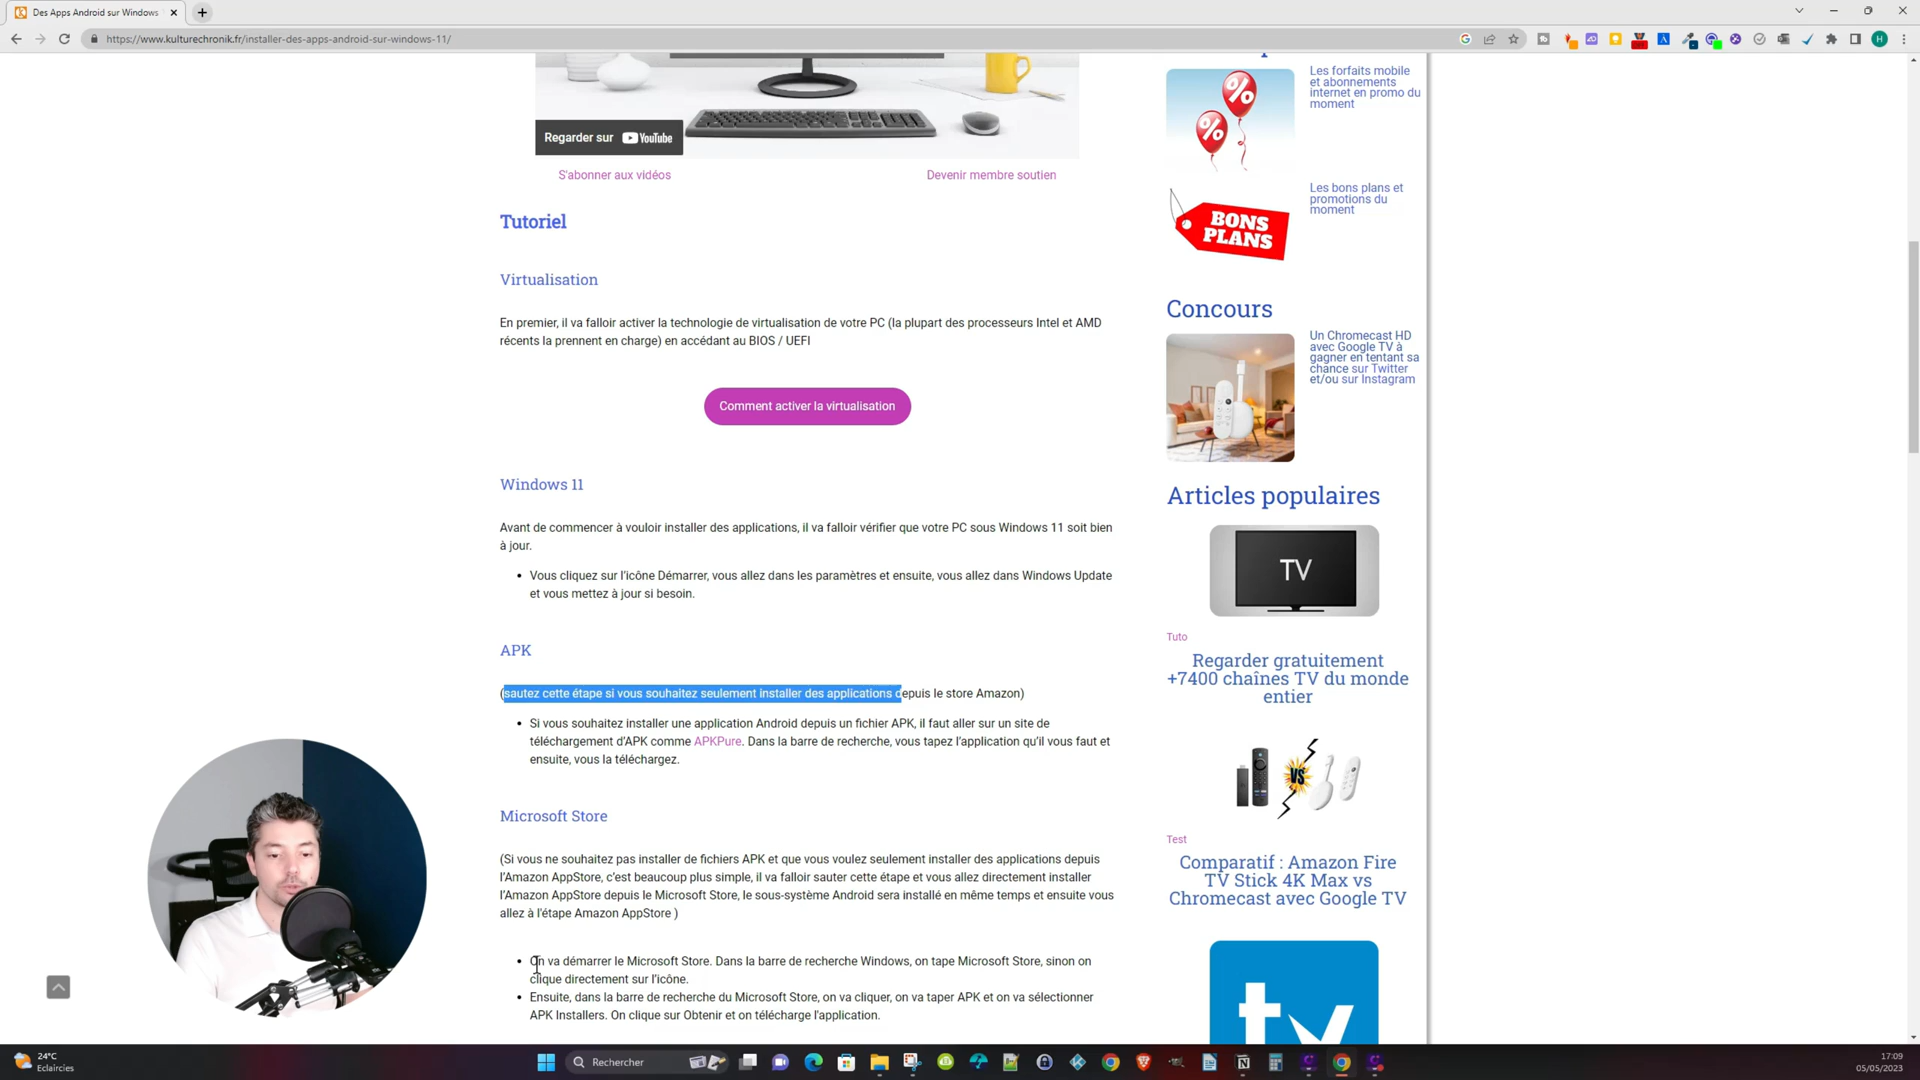 Des Apps Android sur Windows
https://www.kulturechronik.fr/installer-des-apps-android-sur-windows-11/
Regarder sur YouTube
S'abonner aux vidéos
Devenir membre soutien
Tutoriel
Virtualisation
En premier, il va falloir activer la technologie de virtualisation de votre PC (la plupart des processeurs Intel et AMD
récents la prennent en charge) en accédant au BIOS / UEFI
Comment activer la virtualisation
Windows 11
Avant de commencer à vouloir installer des applications, il va falloir vérifier que votre PC sous Windows 11 soit bien
à jour.
• Vous cliquez sur l'icône Démarrer, vous allez dans les paramètres et ensuite, vous allez dans Windows Update
et vous mettez à jour si besoin.
APK
(sautez cette étape si vous souhaitez seulement installer des applications depuis le store Amazon)
• Si vous souhaitez installer une application Android depuis un fichier APK, il faut aller sur un site de
téléchargement d'APK comme APKPure. Dans la barre de recherche, vous tapez l'application qu'il vous faut et
ensuite, vous la téléchargez.
Microsoft Store
(Si vous ne souhaitez pas installer de fichiers APK et que vous voulez seulement installer des applications depuis
l'Amazon AppStore, c'est beaucoup plus simple, il va falloir sauter cette étape et vous allez directement installer
l'Amazon AppStore depuis le Microsoft Store, le sous-système Android sera installé en même temps et ensuite vous
allez à l'étape Amazon AppStore )
• On va démarrer le Microsoft Store. Dans la barre de recherche Windows, on tape Microsoft Store, sinon on
clique directement sur l'icône.
• Ensuite, dans la barre de recherche du Microsoft Store, on va cliquer, on va taper APK et on va sélectionner
APK Installers. On clique sur Obtenir et on télécharge l'application.
% %
Les forfaits mobile
et abonnements
internet en promo du
moment
BONS
PLANS
Les bons plans et
promotions du
moment
Concours
Un Chromecast HD
avec Google TV à
gagner en tentant sa
chance sur Twitter
et/ou sur Instagram
Articles populaires
TV
Tuto
Regarder gratuitement
+7400 chaînes TV du monde
entier
VS
Test
Comparatif : Amazon Fire
TV Stick 4K Max vs
Chromecast avec Google TV
tv
24°C
Eclaircies
Rechercher
17:09
05/05/2023